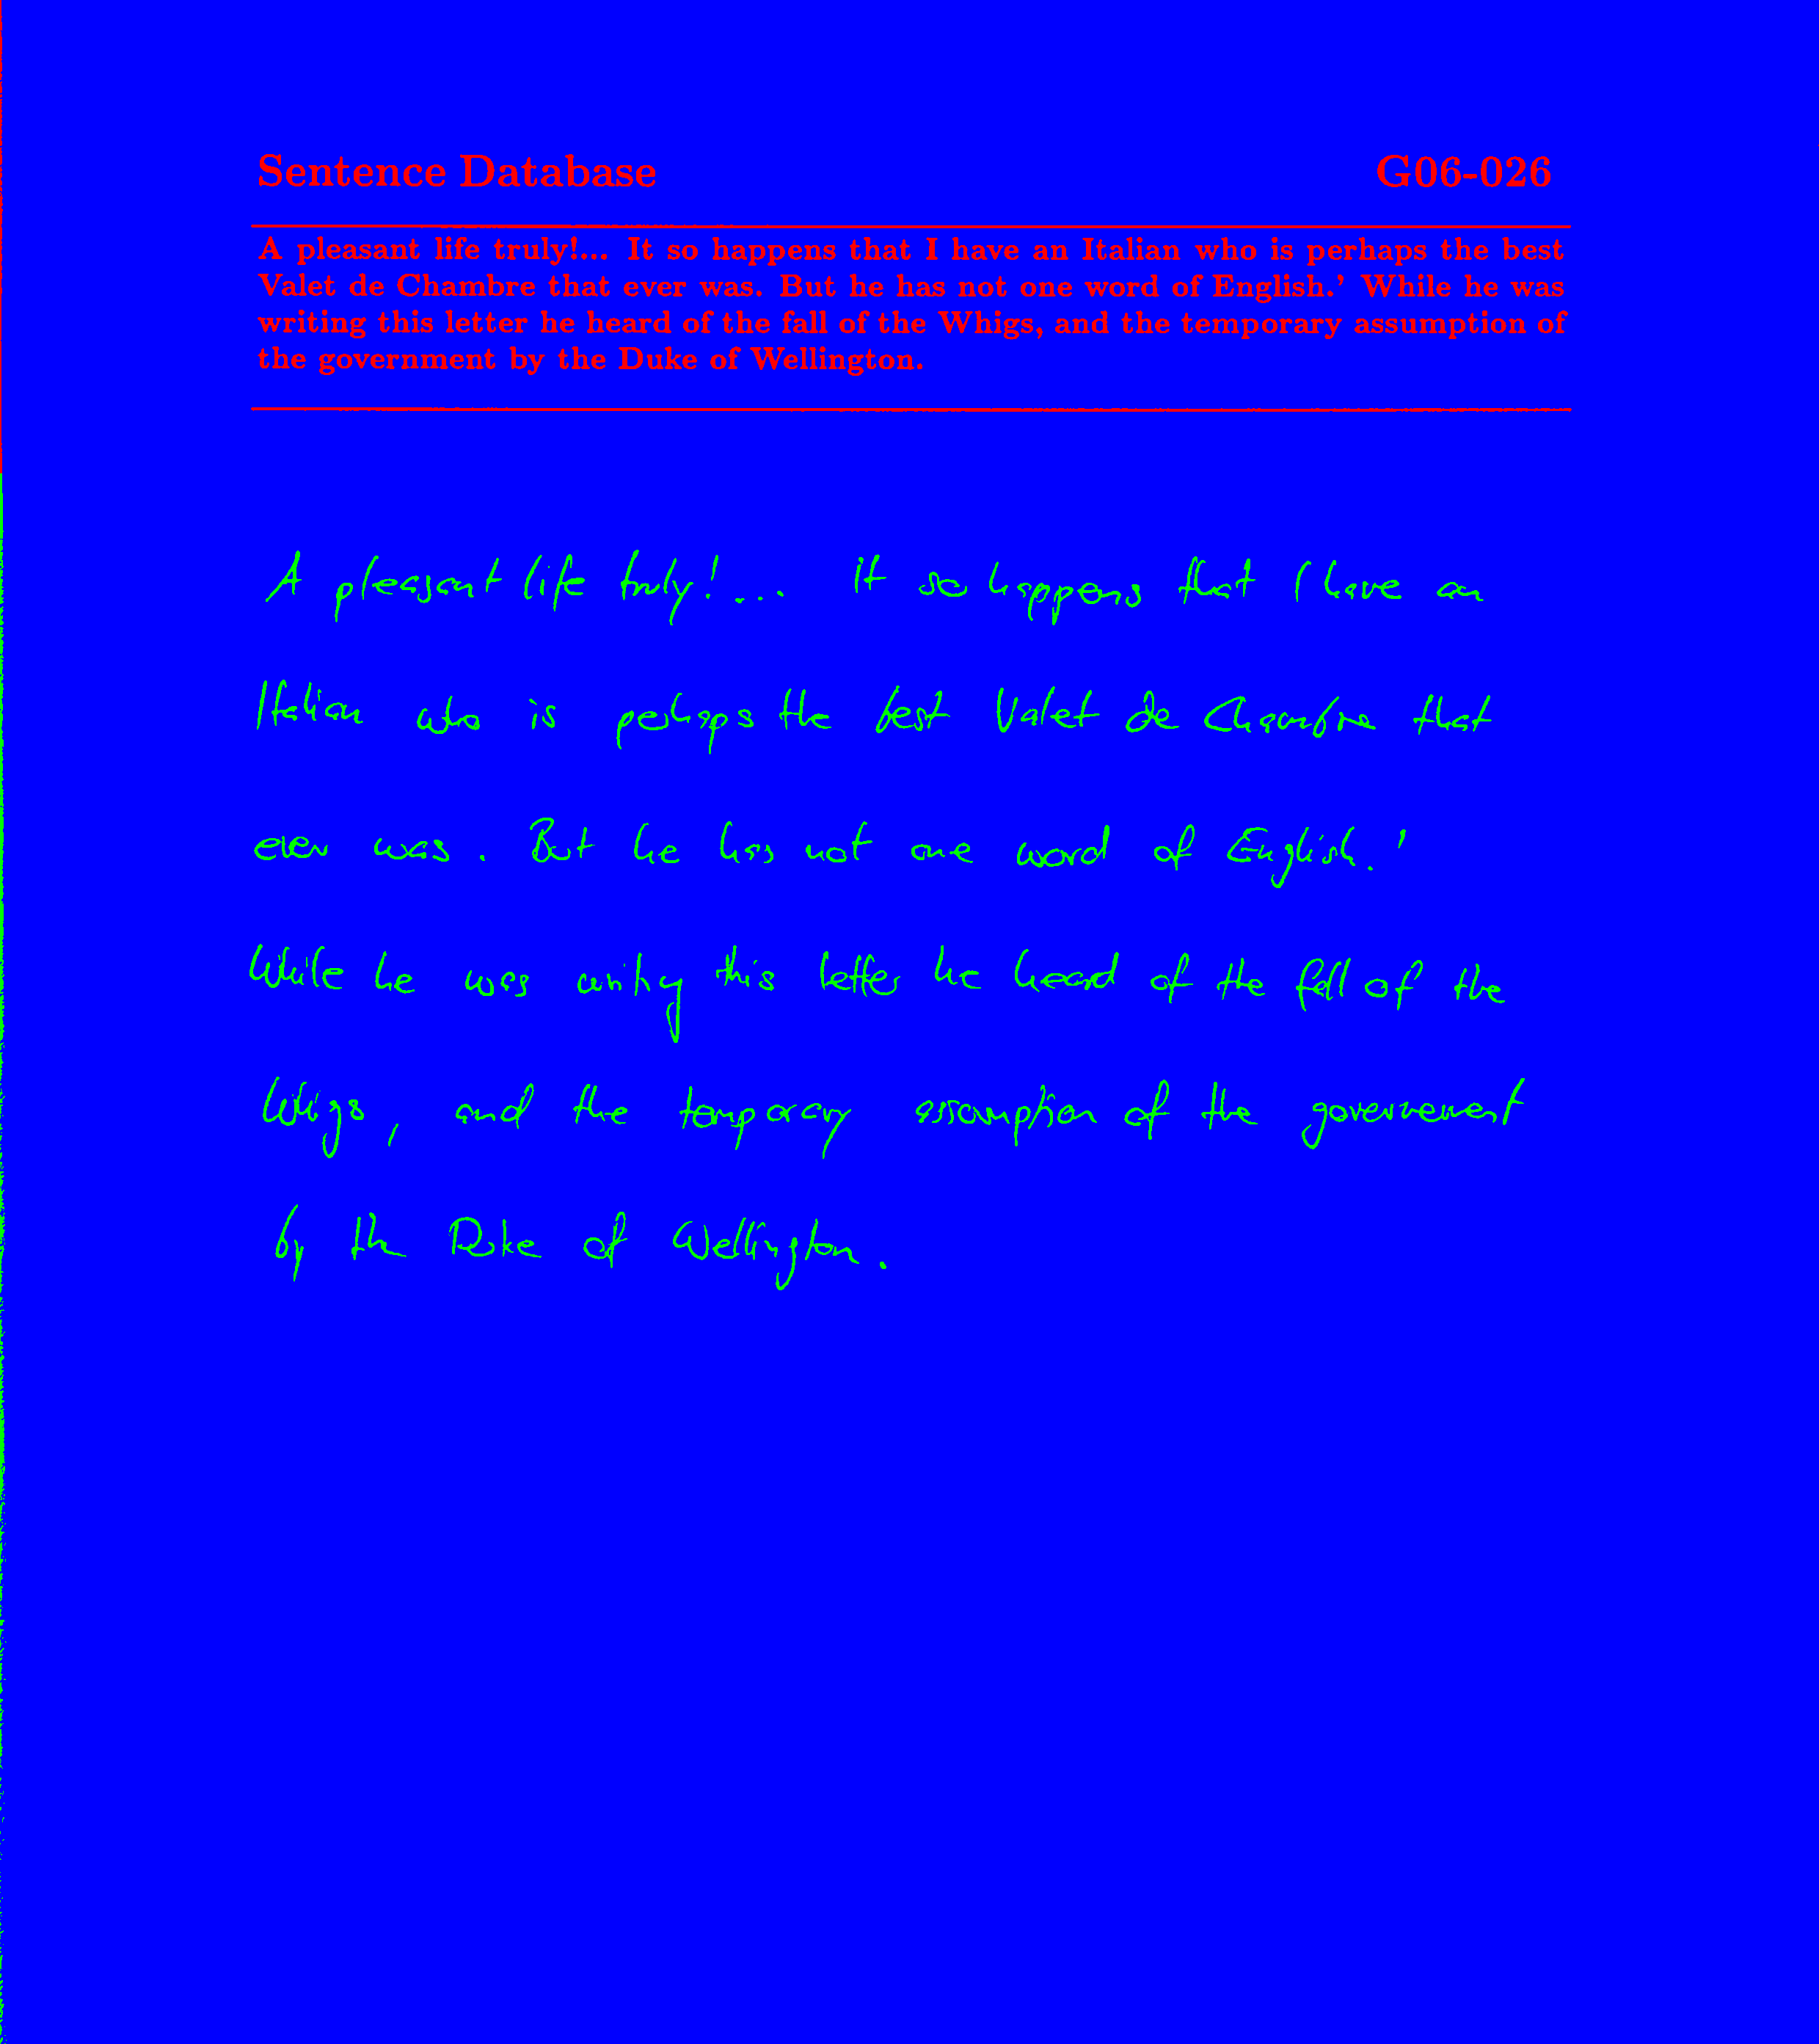 Sentence Database G06-026
A pleasant life truly!... It so happens that I have an Italian who is perhaps the best
Valet de Chambre that ever was. But he has not one word of English.' While he was
writing this letter he heard of the fall of the Whigs, and the temporary assumption of
the government by the Duke of Wellington.
A pleasant life truly!... It so happens that I have an
Italian who is perhaps the best Valet de Chambre that
ever was. But he has not one word of English.'
While he was writing this letter he heard of the fall of the
Whigs, and the temporary assumption of the government
by the Duke of Wellington.